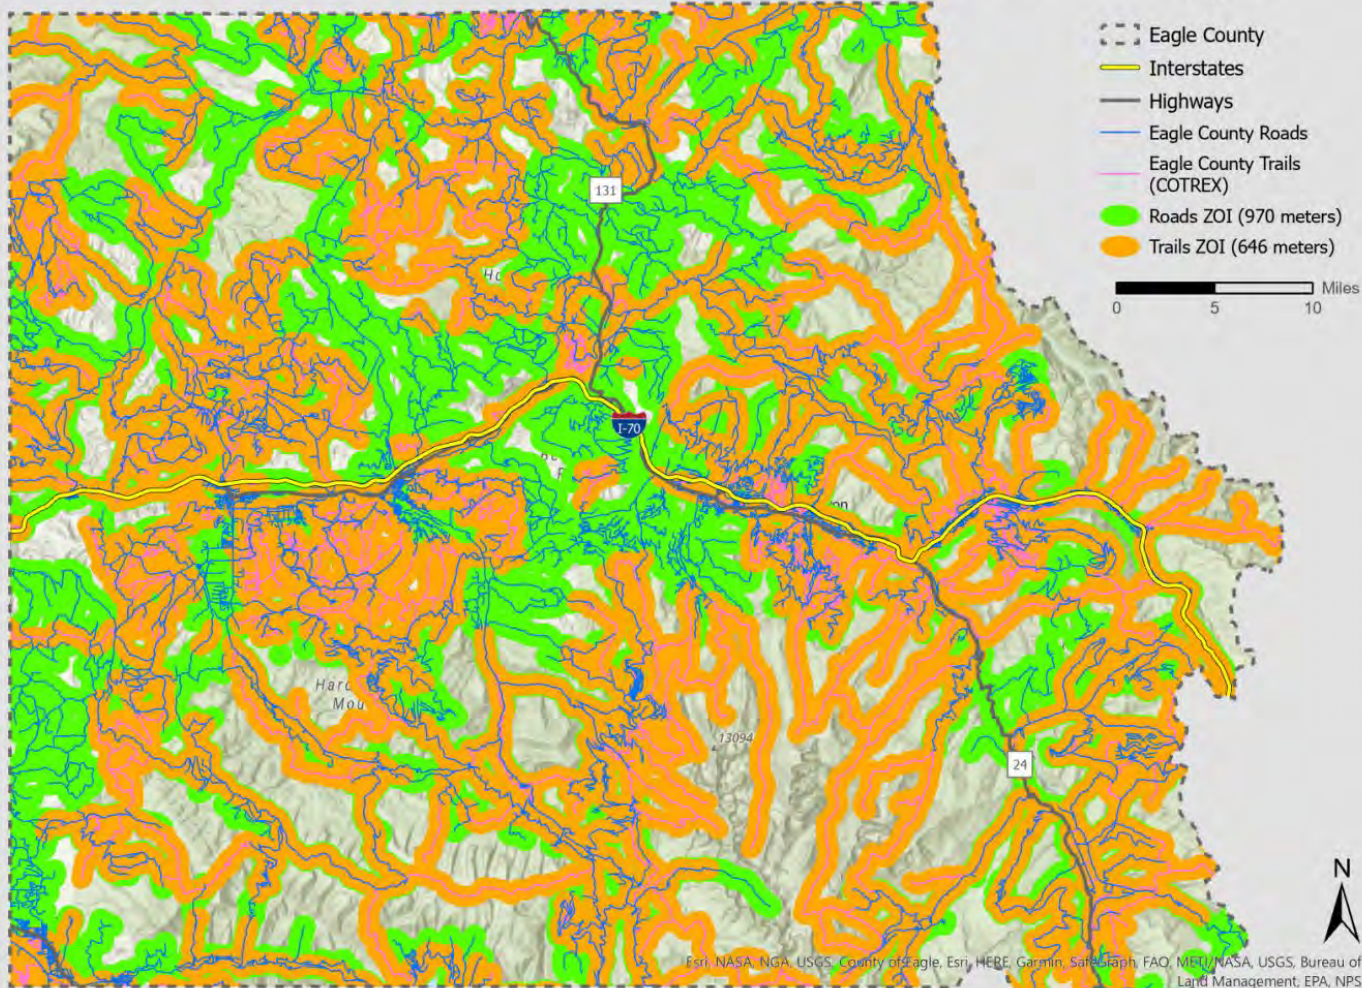 Eagle County
Interstates
Highways
Eagle County Roads
Eagle County Trails
(COTREX)
Roads ZOI (970 meters)
Trails ZOI (646 meters)
Miles
0 5 10
131
I-70
13094
24
N
Esri, NASA, NGA, USGS, County of Eagle, Esri, HERE, Garmin, SafeGraph, FAO, METI/NASA, USGS, Bureau of
Land Management, EPA, NPS